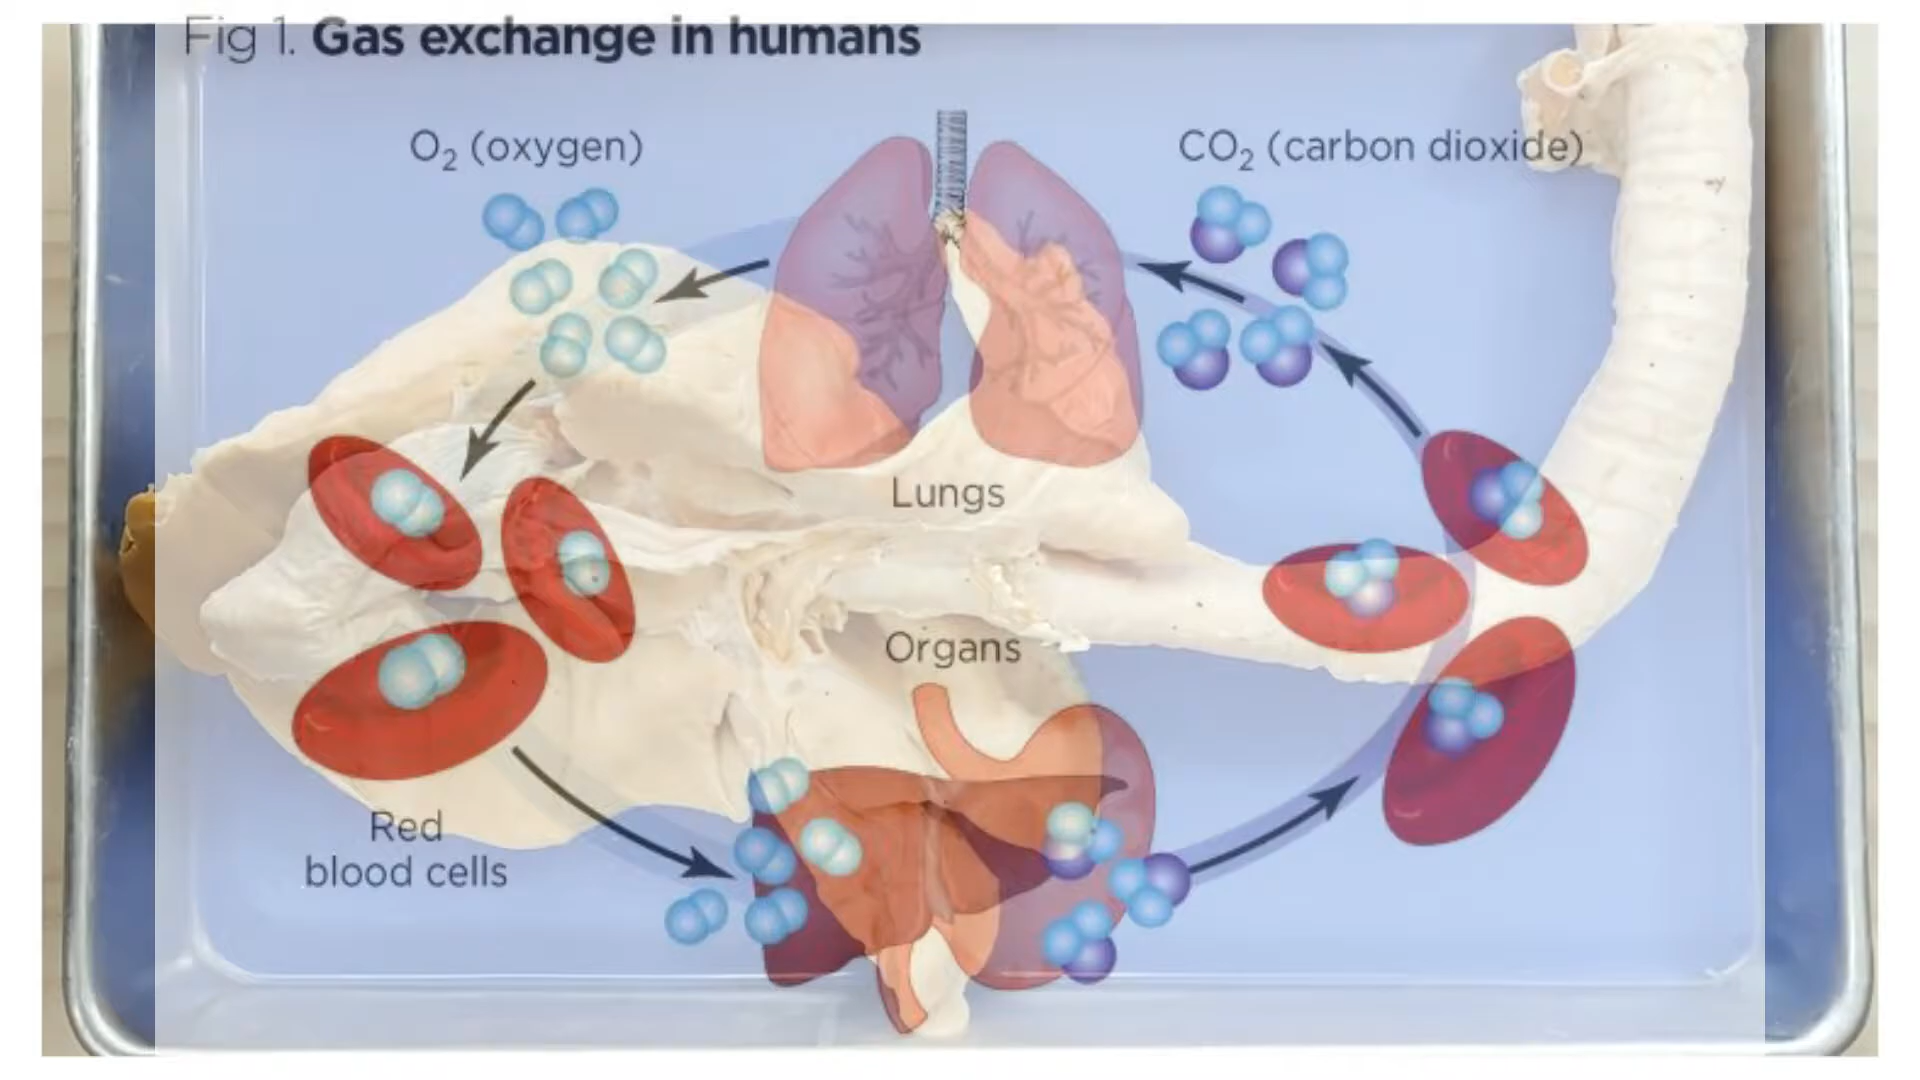 Fig 1. Gas exchange in humans
O₂ (oxygen)
CO₂ (carbon dioxide)
Lungs
Organs
Red
blood cells